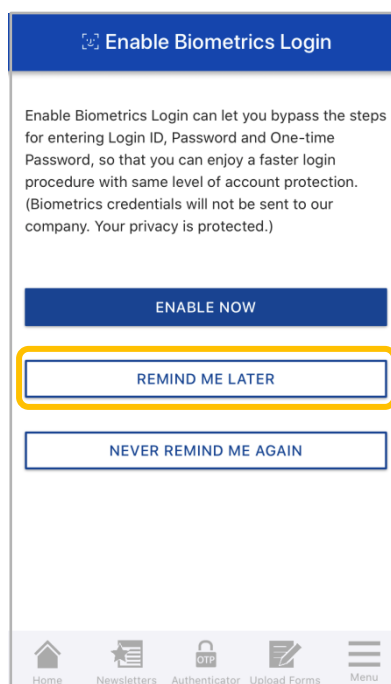 Enable Biometrics Login
Enable Biometrics Login can let you bypass the steps
for entering Login ID, Password and One-time
Password, so that you can enjoy a faster login
procedure with same level of account protection.
(Biometrics credentials will not be sent to our
company. Your privacy is protected.)
ENABLE NOW
REMIND ME LATER
NEVER REMIND ME AGAIN
OTP
Home Newsletters Authenticator Upload Forms Menu